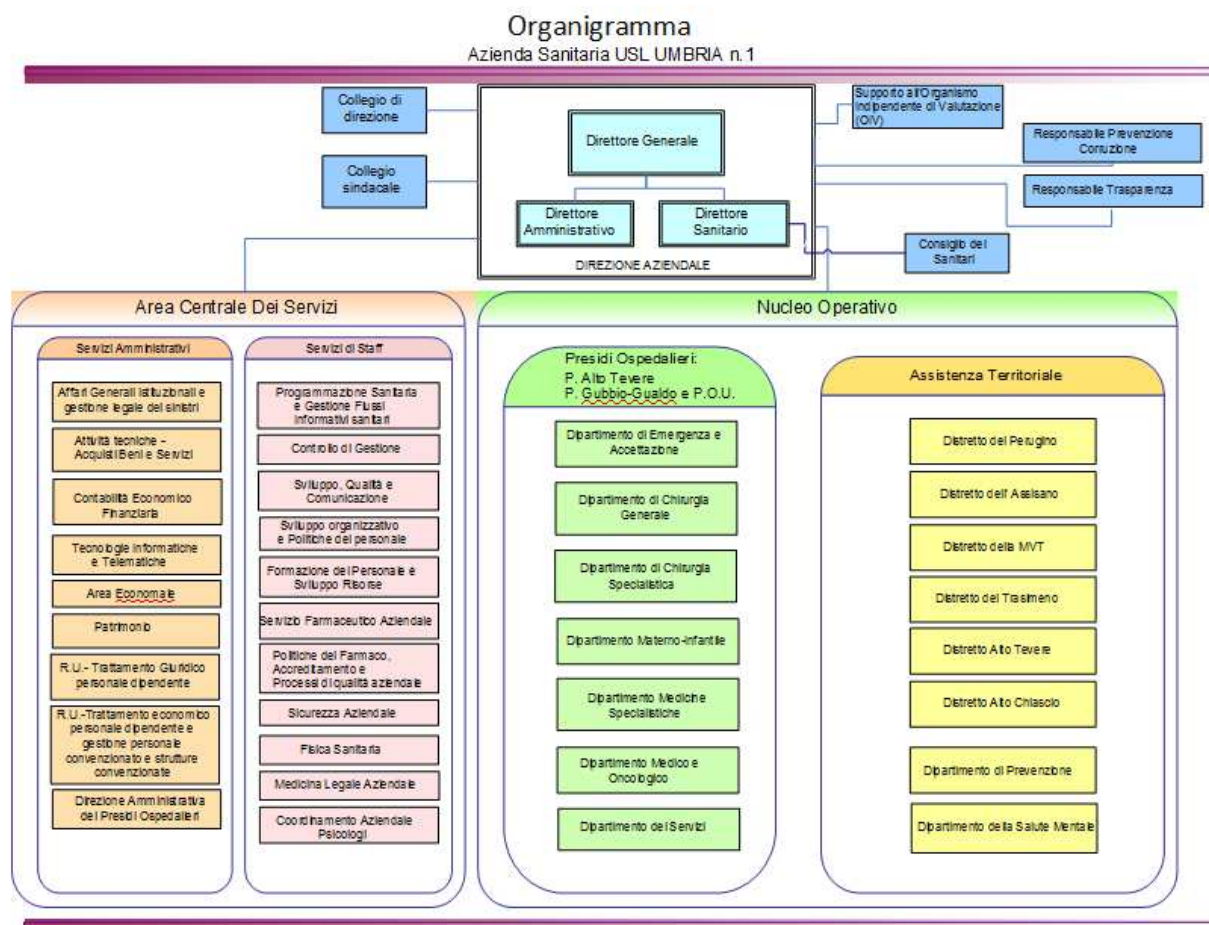 Organigramma
Azienda Sanitaria USL UMBRIA n.1
Collegio di
direzione
Collegio
sindacale
Direttore Generale
Direttore
Amministrativo
Direttore
Sanitario
DIREZIONE AZIENDALE
Supporto all'Organismo
Indipendente di Valutazione
(OIV)
Responsabile Prevenzione
Corruzione
Responsabile Trasparenza
Consiglio dei
Sanitari
Area Centrale Dei Servizi
Servizi Amministrativi
Affari Generali Istituzionali e
gestione legale dei sinistri
Attività tecniche –
Acquisti Beni e Servizi
Contabilità Economico
Finanziaria
Tecnologie Informatiche
e Telematiche
Area Economale
Patrimonio
R.U.- Trattamento Giuridico
personale dipendente
R.U.-Trattamento economico
personale dipendente e
gestione personale
convenzionato e strutture
convenzionate
Direzione Amministrativa
dei Presidi Ospedalieri
Servizi di Staff
Programmazione Sanitaria
e Gestione Flussi
Informativi sanitari
Controllo di Gestione
Sviluppo, Qualità e
Comunicazione
Sviluppo organizzativo
e Politiche del personale
Formazione del Personale e
Sviluppo Risorse
Servizio Farmaceutico Aziendale
Politiche del Farmaco,
Accreditamento e
Processi di qualità aziendale
Sicurezza Aziendale
Fisica Sanitaria
Medicina Legale Aziendale
Coordinamento Aziendale
Psicologi
Nucleo Operativo
Presidi Ospedalieri:
P. Alto Tevere
P. Gubbio-Gualdo e P.O.U.
Dipartimento di Emergenza e
Accettazione
Dipartimento di Chirurgia
Generale
Dipartimento di Chirurgia
Specialistica
Dipartimento Materno-Infantile
Dipartimento Mediche
Specialistiche
Dipartimento Medico e
Oncologico
Dipartimento dei Servizi
Assistenza Territoriale
Distretto del Perugino
Distretto dell' Assisano
Distretto della MVT
Distretto del Trasimeno
Distretto Alto Tevere
Distretto Alto Chiascio
Dipartimento di Prevenzione
Dipartimento della Salute Mentale